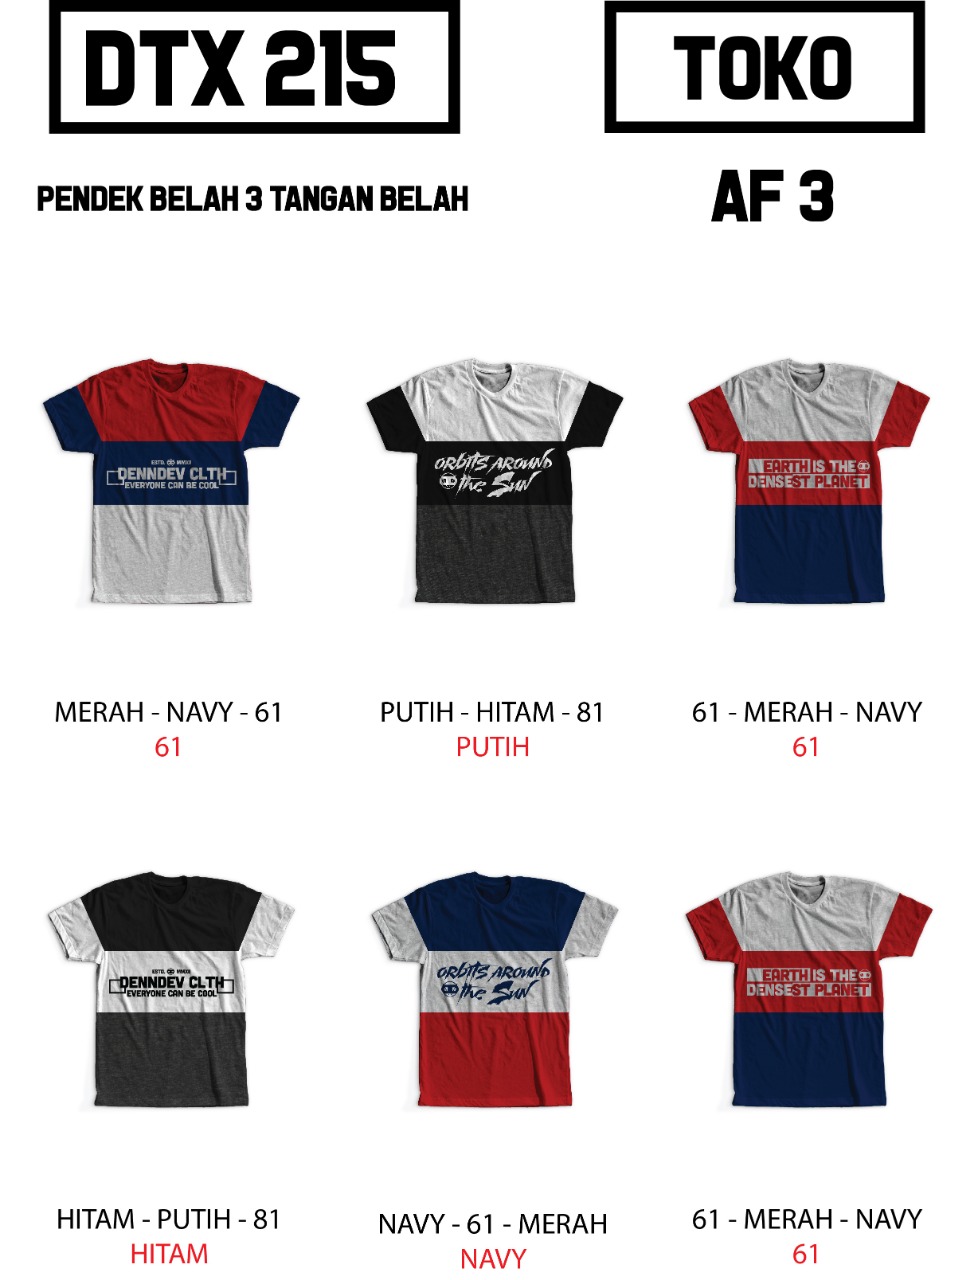 DTX 215
TOKO
PENDEK BELAH 3 TANGAN BELAH
AF 3
ESTD. MMXII
DENNDEV CLTH
EVERYONE CAN BE COOL
ORBITS AROUND
the SUN
EARTH IS THE
DENSEST PLANET
MERAH - NAVY - 61
61
PUTIH - HITAM - 81
PUTIH
61 - MERAH - NAVY
61
ESTD. MMXII
DENNDEV CLTH
EVERYONE CAN BE COOL
ORBITS AROUND
the SUN
EARTH IS THE
DENSEST PLANET
HITAM - PUTIH - 81
HITAM
NAVY - 61 - MERAH
NAVY
61 - MERAH - NAVY
61